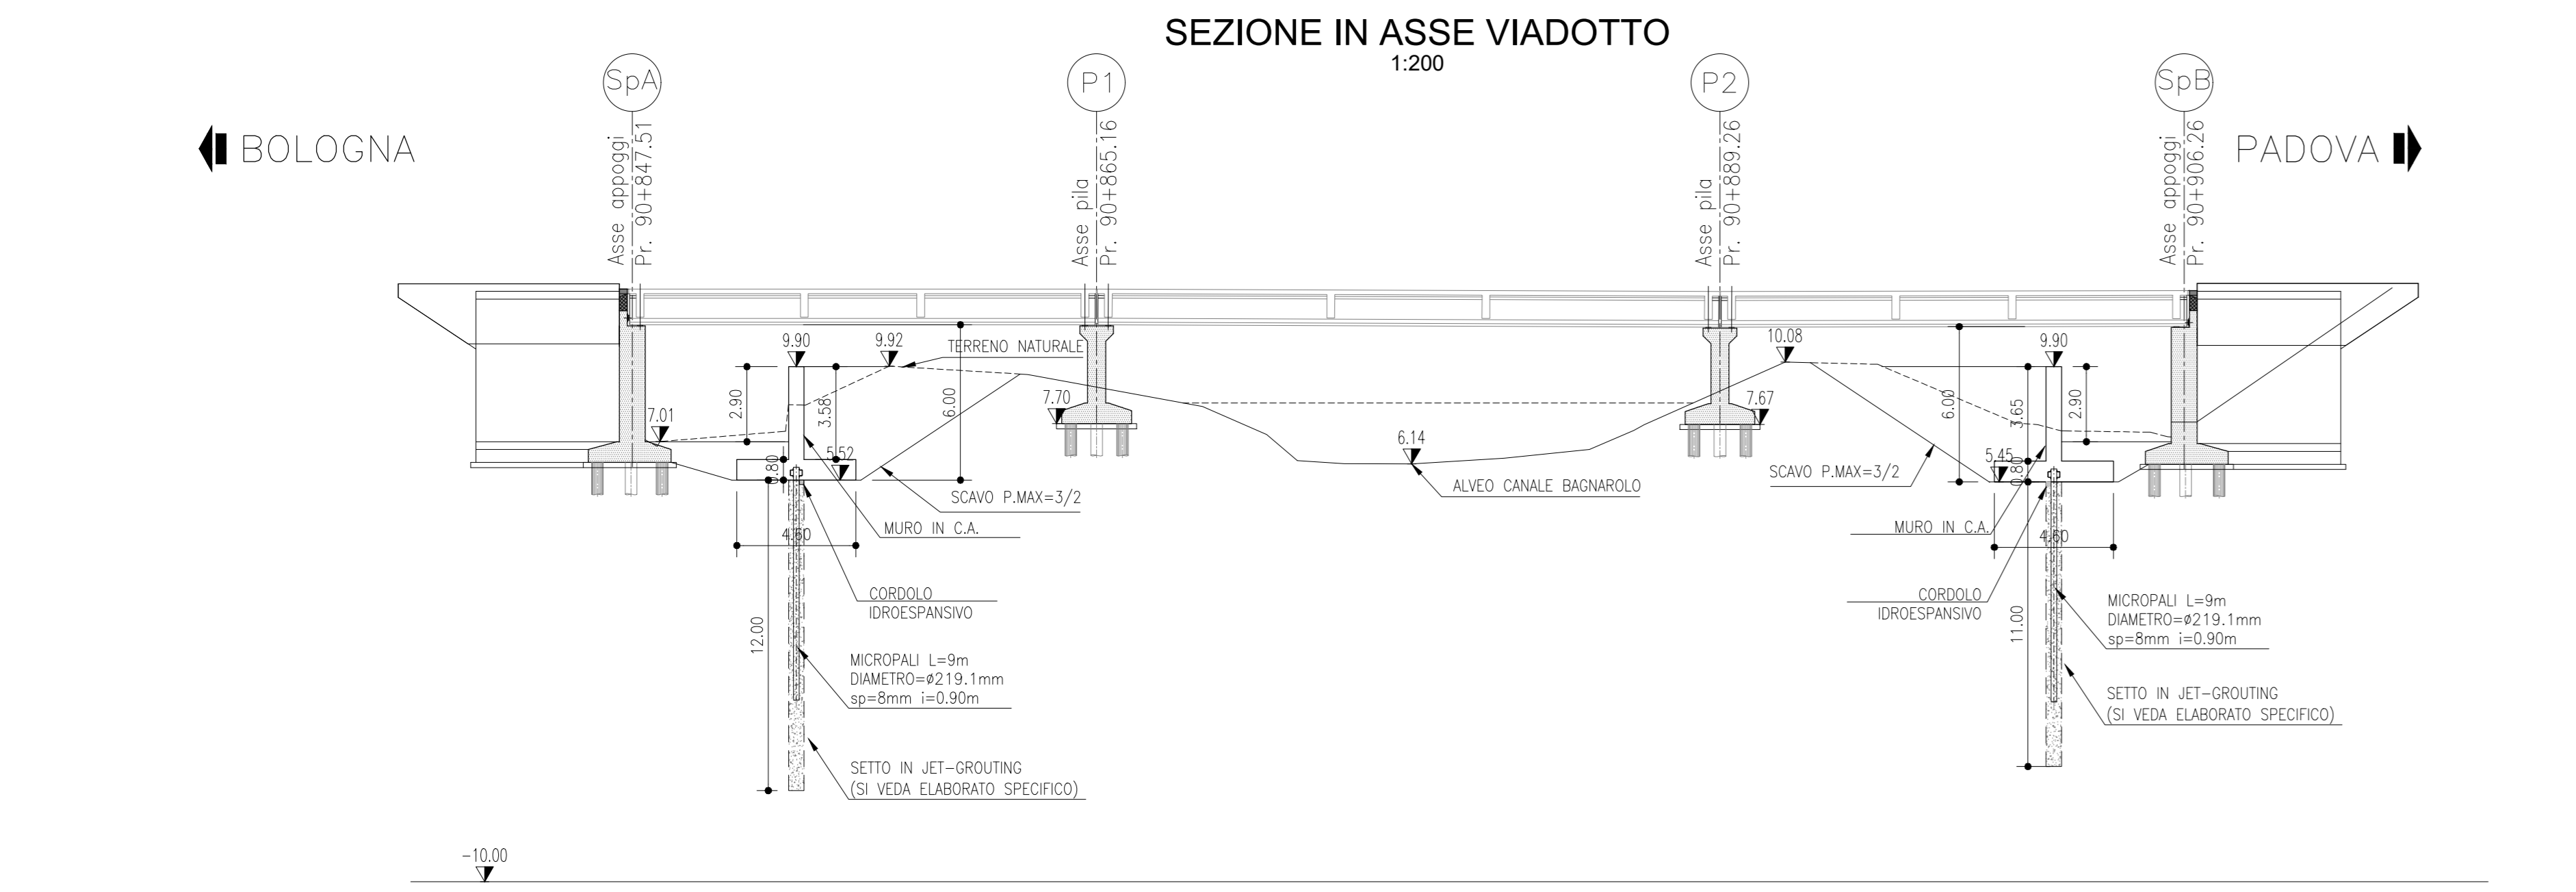 SEZIONE IN ASSE VIADOTTO
1:200
SpA
P1
P2
SpB
BOLOGNA
PADOVA
Asse appoggi
Pr. 90+847.51
Asse pila
Pr. 90+865.16
Asse pila
Pr. 90+889.26
Asse appoggi
Pr. 90+906.26
9.90
9.92
TERRENO NATURALE
10.08
9.90
2.90
3.58
6.00
7.01
7.70
7.67
6.00
3.65
2.90
6.14
0.80
5.52
5.45
0.80
SCAVO P.MAX=3/2
ALVEO CANALE BAGNAROLO
SCAVO P.MAX=3/2
MURO IN C.A.
MURO IN C.A.
4.60
4.60
CORDOLO
IDROESPANSIVO
CORDOLO
IDROESPANSIVO
12.00
11.00
MICROPALI L=9m
DIAMETRO=ø219.1mm
sp=8mm i=0.90m
MICROPALI L=9m
DIAMETRO=ø219.1mm
sp=8mm i=0.90m
SETTO IN JET-GROUTING
(SI VEDA ELABORATO SPECIFICO)
SETTO IN JET-GROUTING
(SI VEDA ELABORATO SPECIFICO)
-10.00